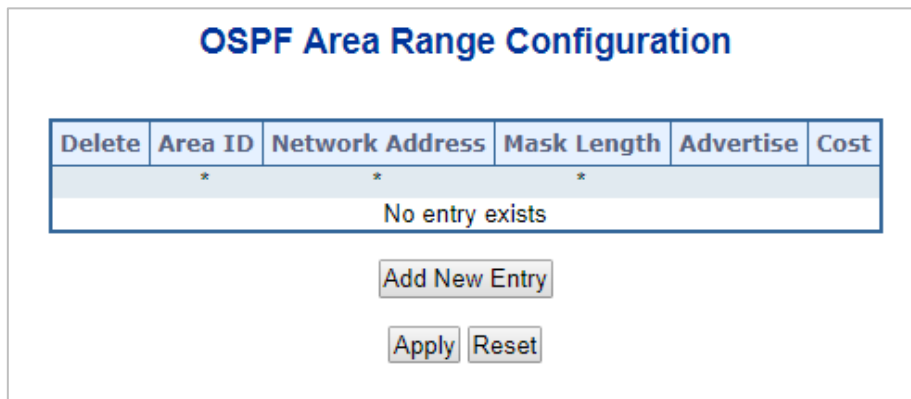 OSPF Area Range Configuration
Delete Area ID Network Address Mask Length Advertise Cost
* * *
No entry exists
Add New Entry
Apply Reset